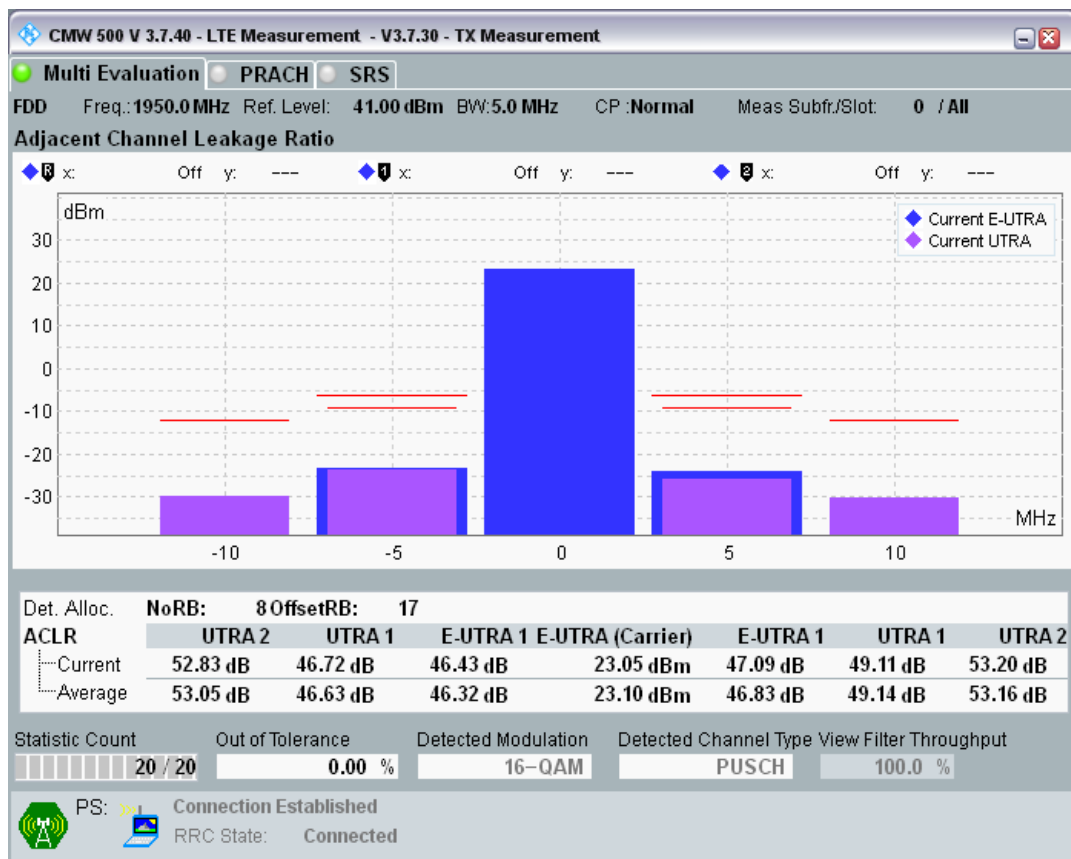 CMW 500 V 3.7.40 - LTE Measurement - V3.7.30 - TX Measurement
Multi Evaluation PRACH SRS
FDD Freq.: 1950.0 MHz Ref. Level: 41.00 dBm BW: 5.0 MHz CP :Normal Meas Subfr./Slot: 0 / All
Adjacent Channel Leakage Ratio
R x: Off y: --- 1 x: Off y: --- 2 x: Off y: ---
dBm
Current E-UTRA
Current UTRA
30
20
10
0
-10
-20
-30
MHz
-10 -5 0 5 10
Det. Alloc. NoRB: 8 OffsetRB: 17
ACLR UTRA 2 UTRA 1 E-UTRA 1 E-UTRA (Carrier) E-UTRA 1 UTRA 1 UTRA 2
Current 52.83 dB 46.72 dB 46.43 dB 23.05 dBm 47.09 dB 49.11 dB 53.20 dB
Average 53.05 dB 46.63 dB 46.32 dB 23.10 dBm 46.83 dB 49.14 dB 53.16 dB
Statistic Count Out of Tolerance Detected Modulation Detected Channel Type View Filter Throughput
20 / 20 0.00 % 16-QAM PUSCH 100.0 %
PS: Connection Established
RRC State: Connected